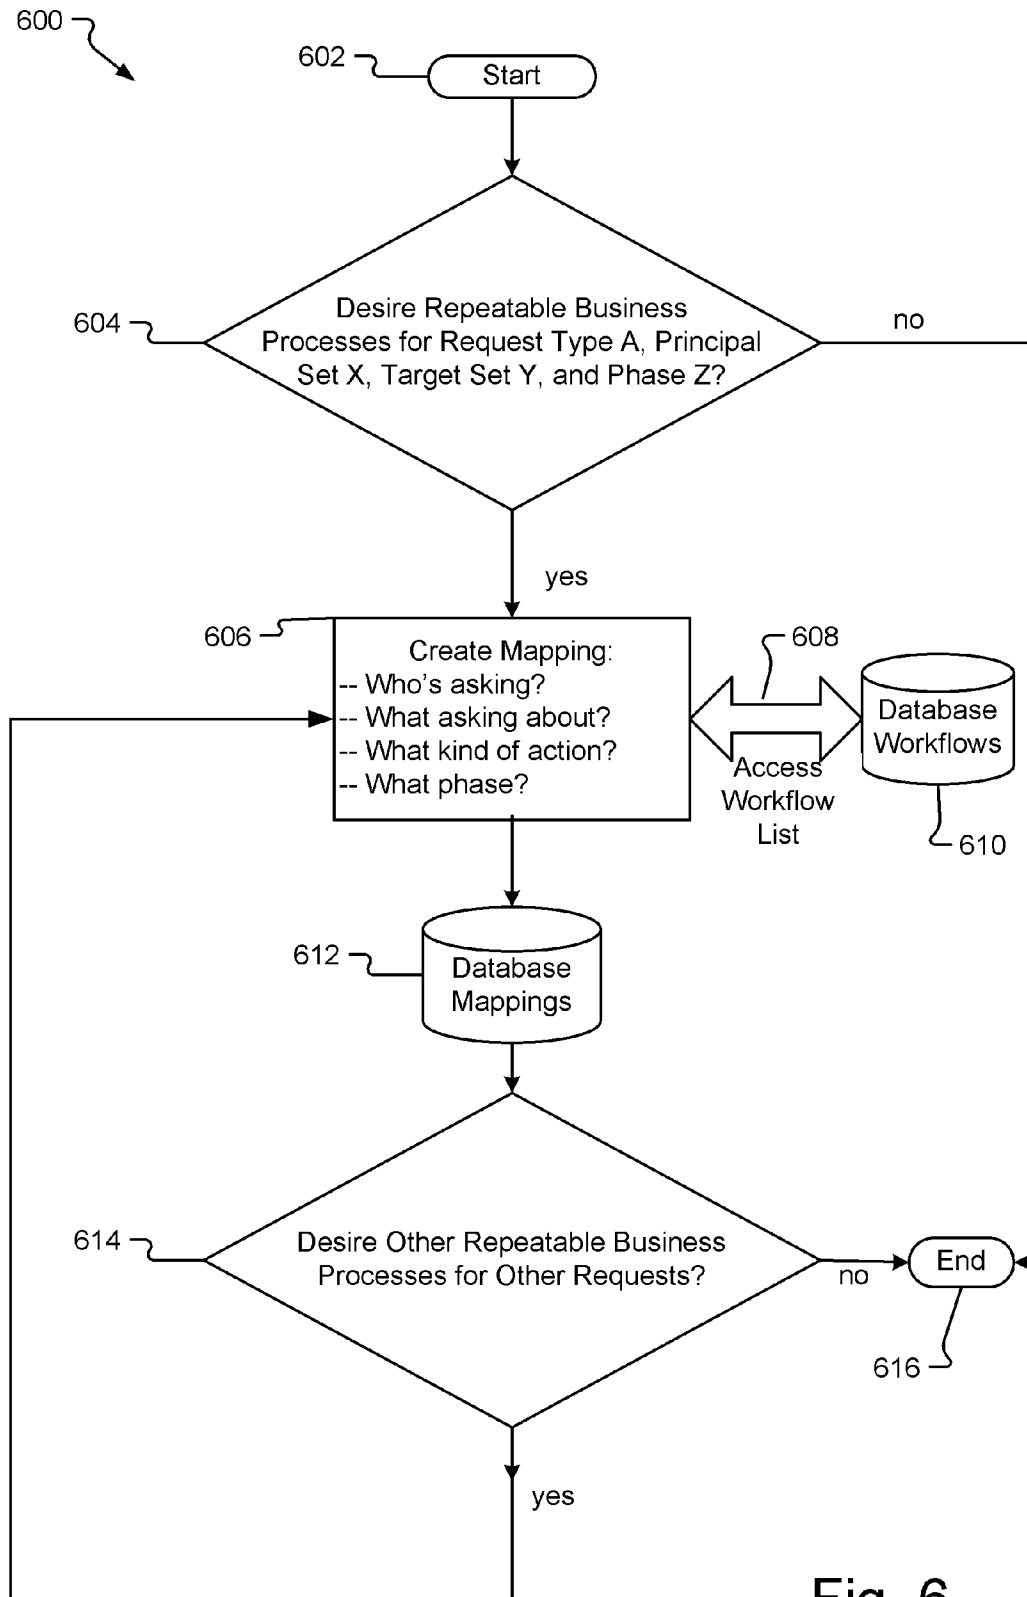 600
602
Start
604
Desire Repeatable Business
Processes for Request Type A, Principal
Set X, Target Set Y, and Phase Z?
no
yes
606
Create Mapping:
-- Who's asking?
-- What asking about?
-- What kind of action?
-- What phase?
608
Database
Workflows
Access
Workflow
List
610
612
Database
Mappings
614
Desire Other Repeatable Business
Processes for Other Requests?
no
End
616
yes
Fig. 6